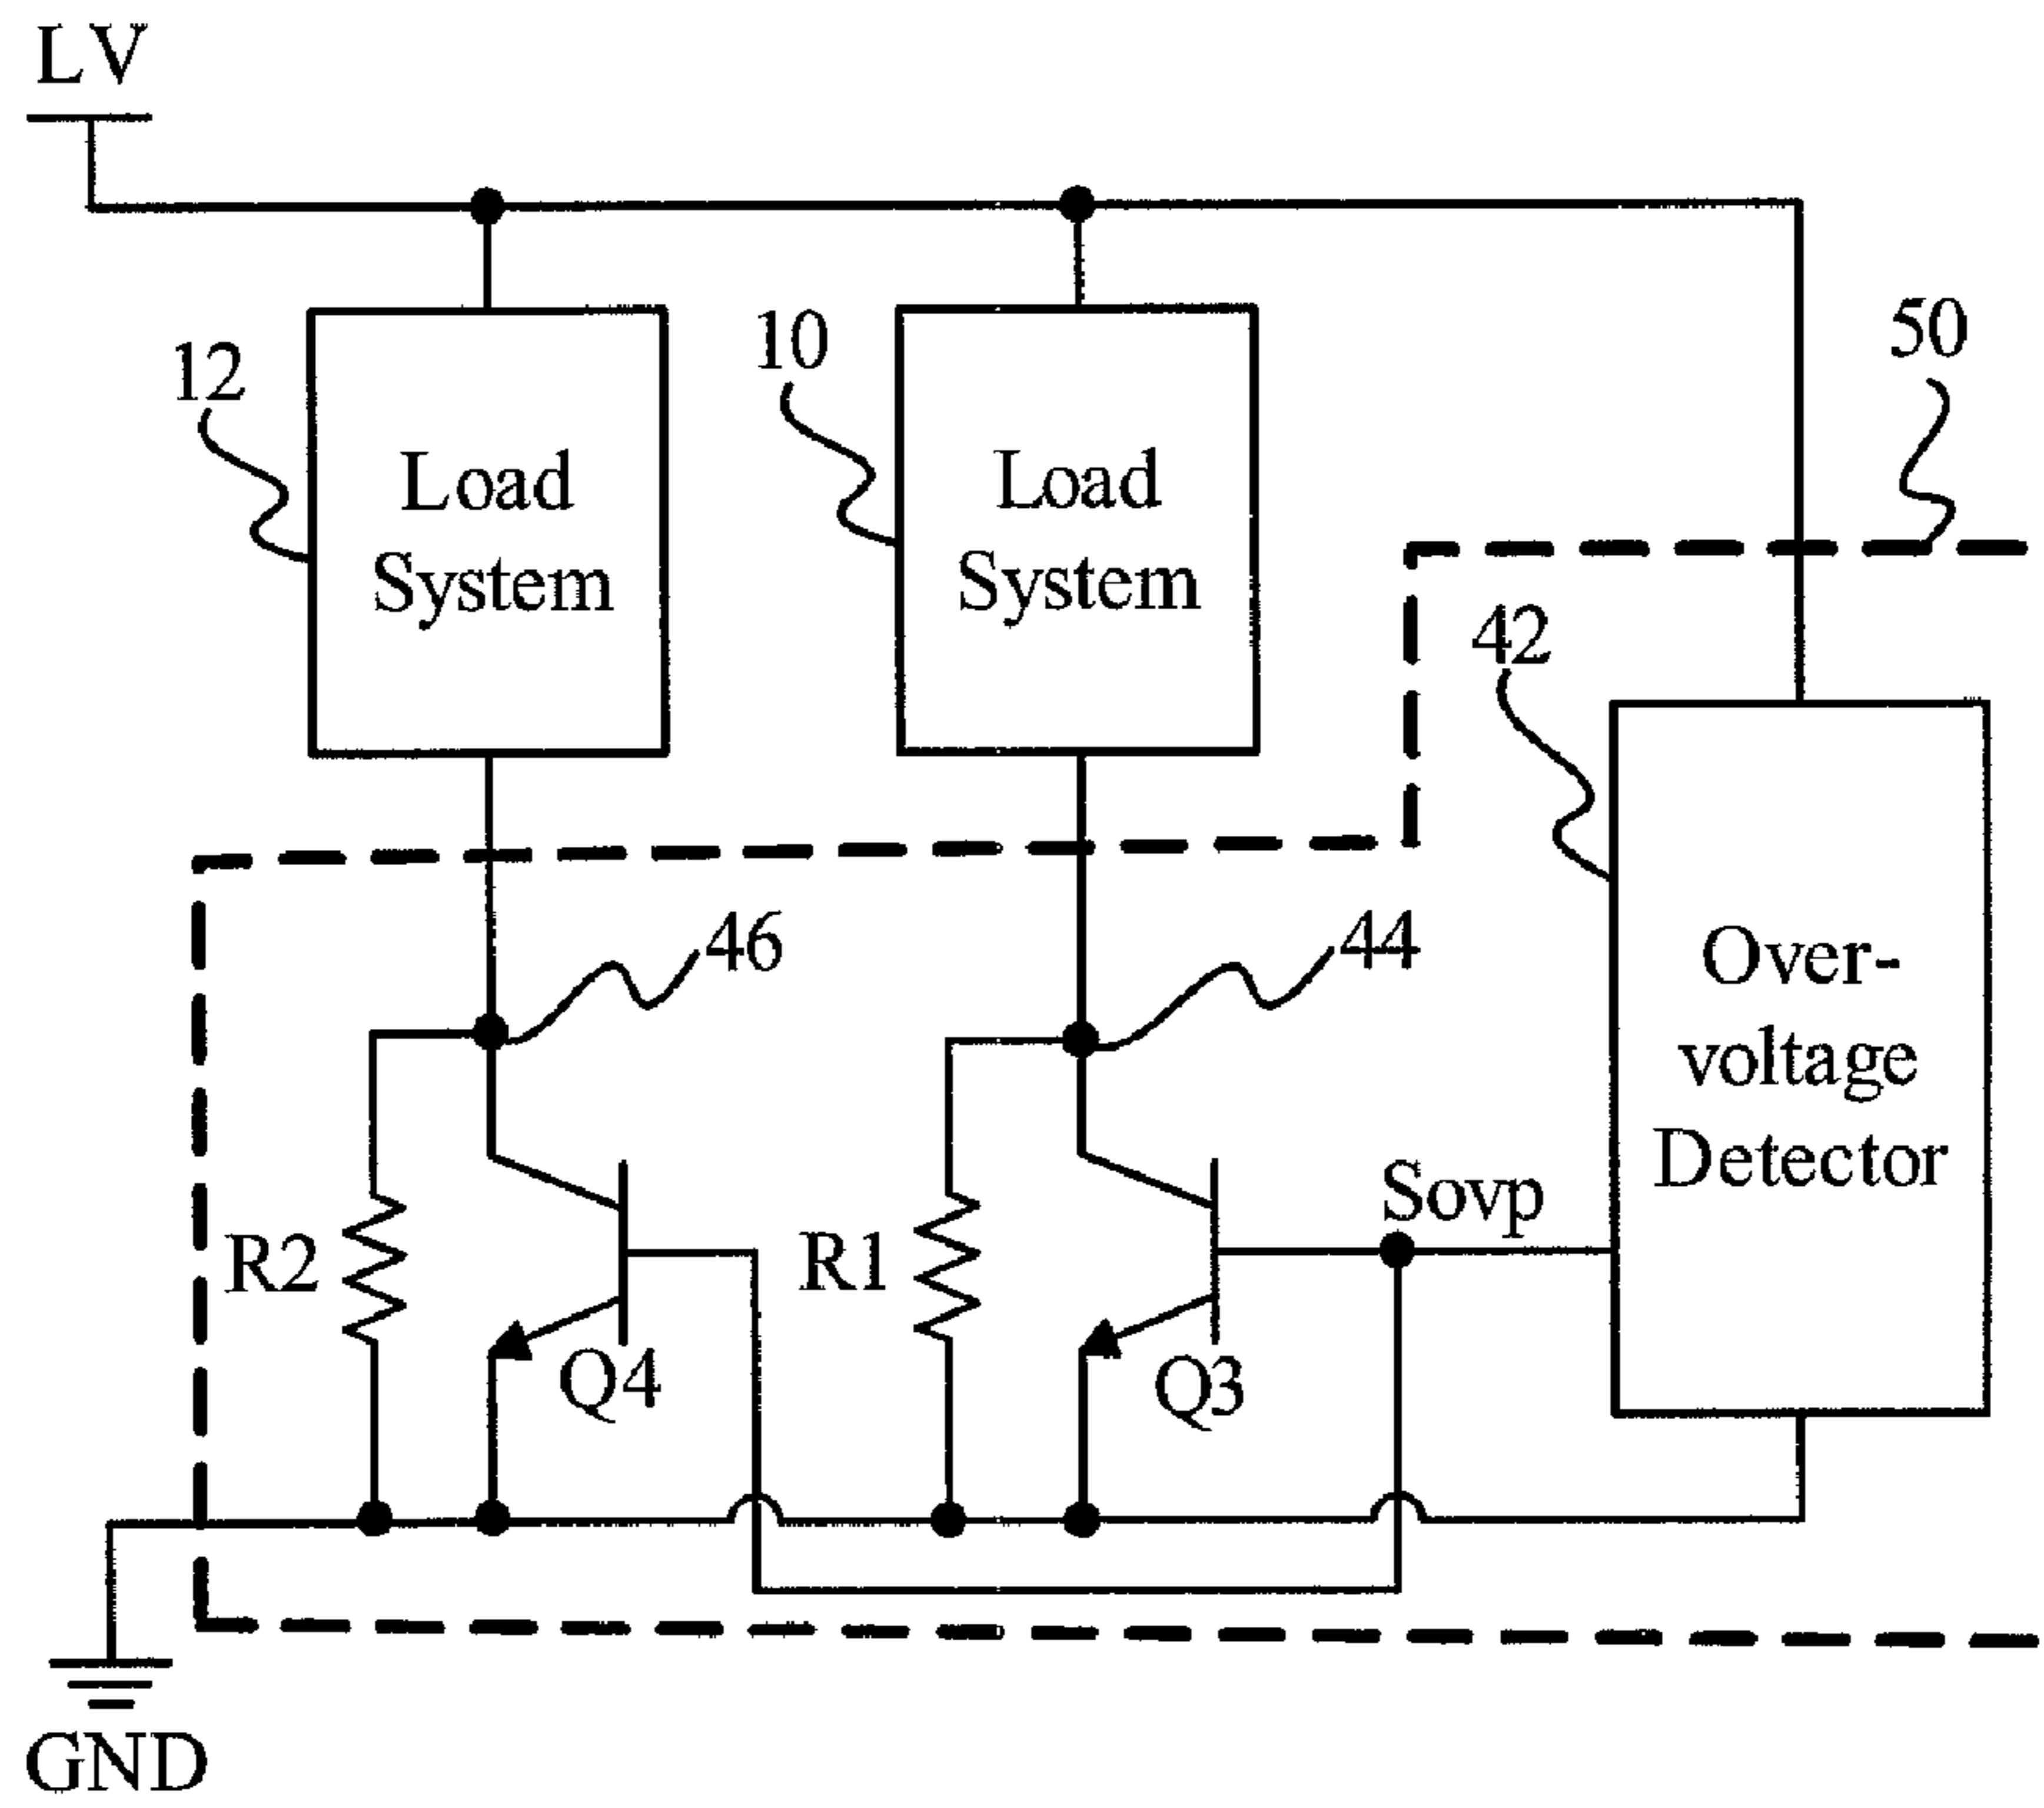 LV
12
10
50
Load
System
Load
System
42
46
44
Over-
voltage
Detector
Sovp
R2
R1
Q4
Q3
GND